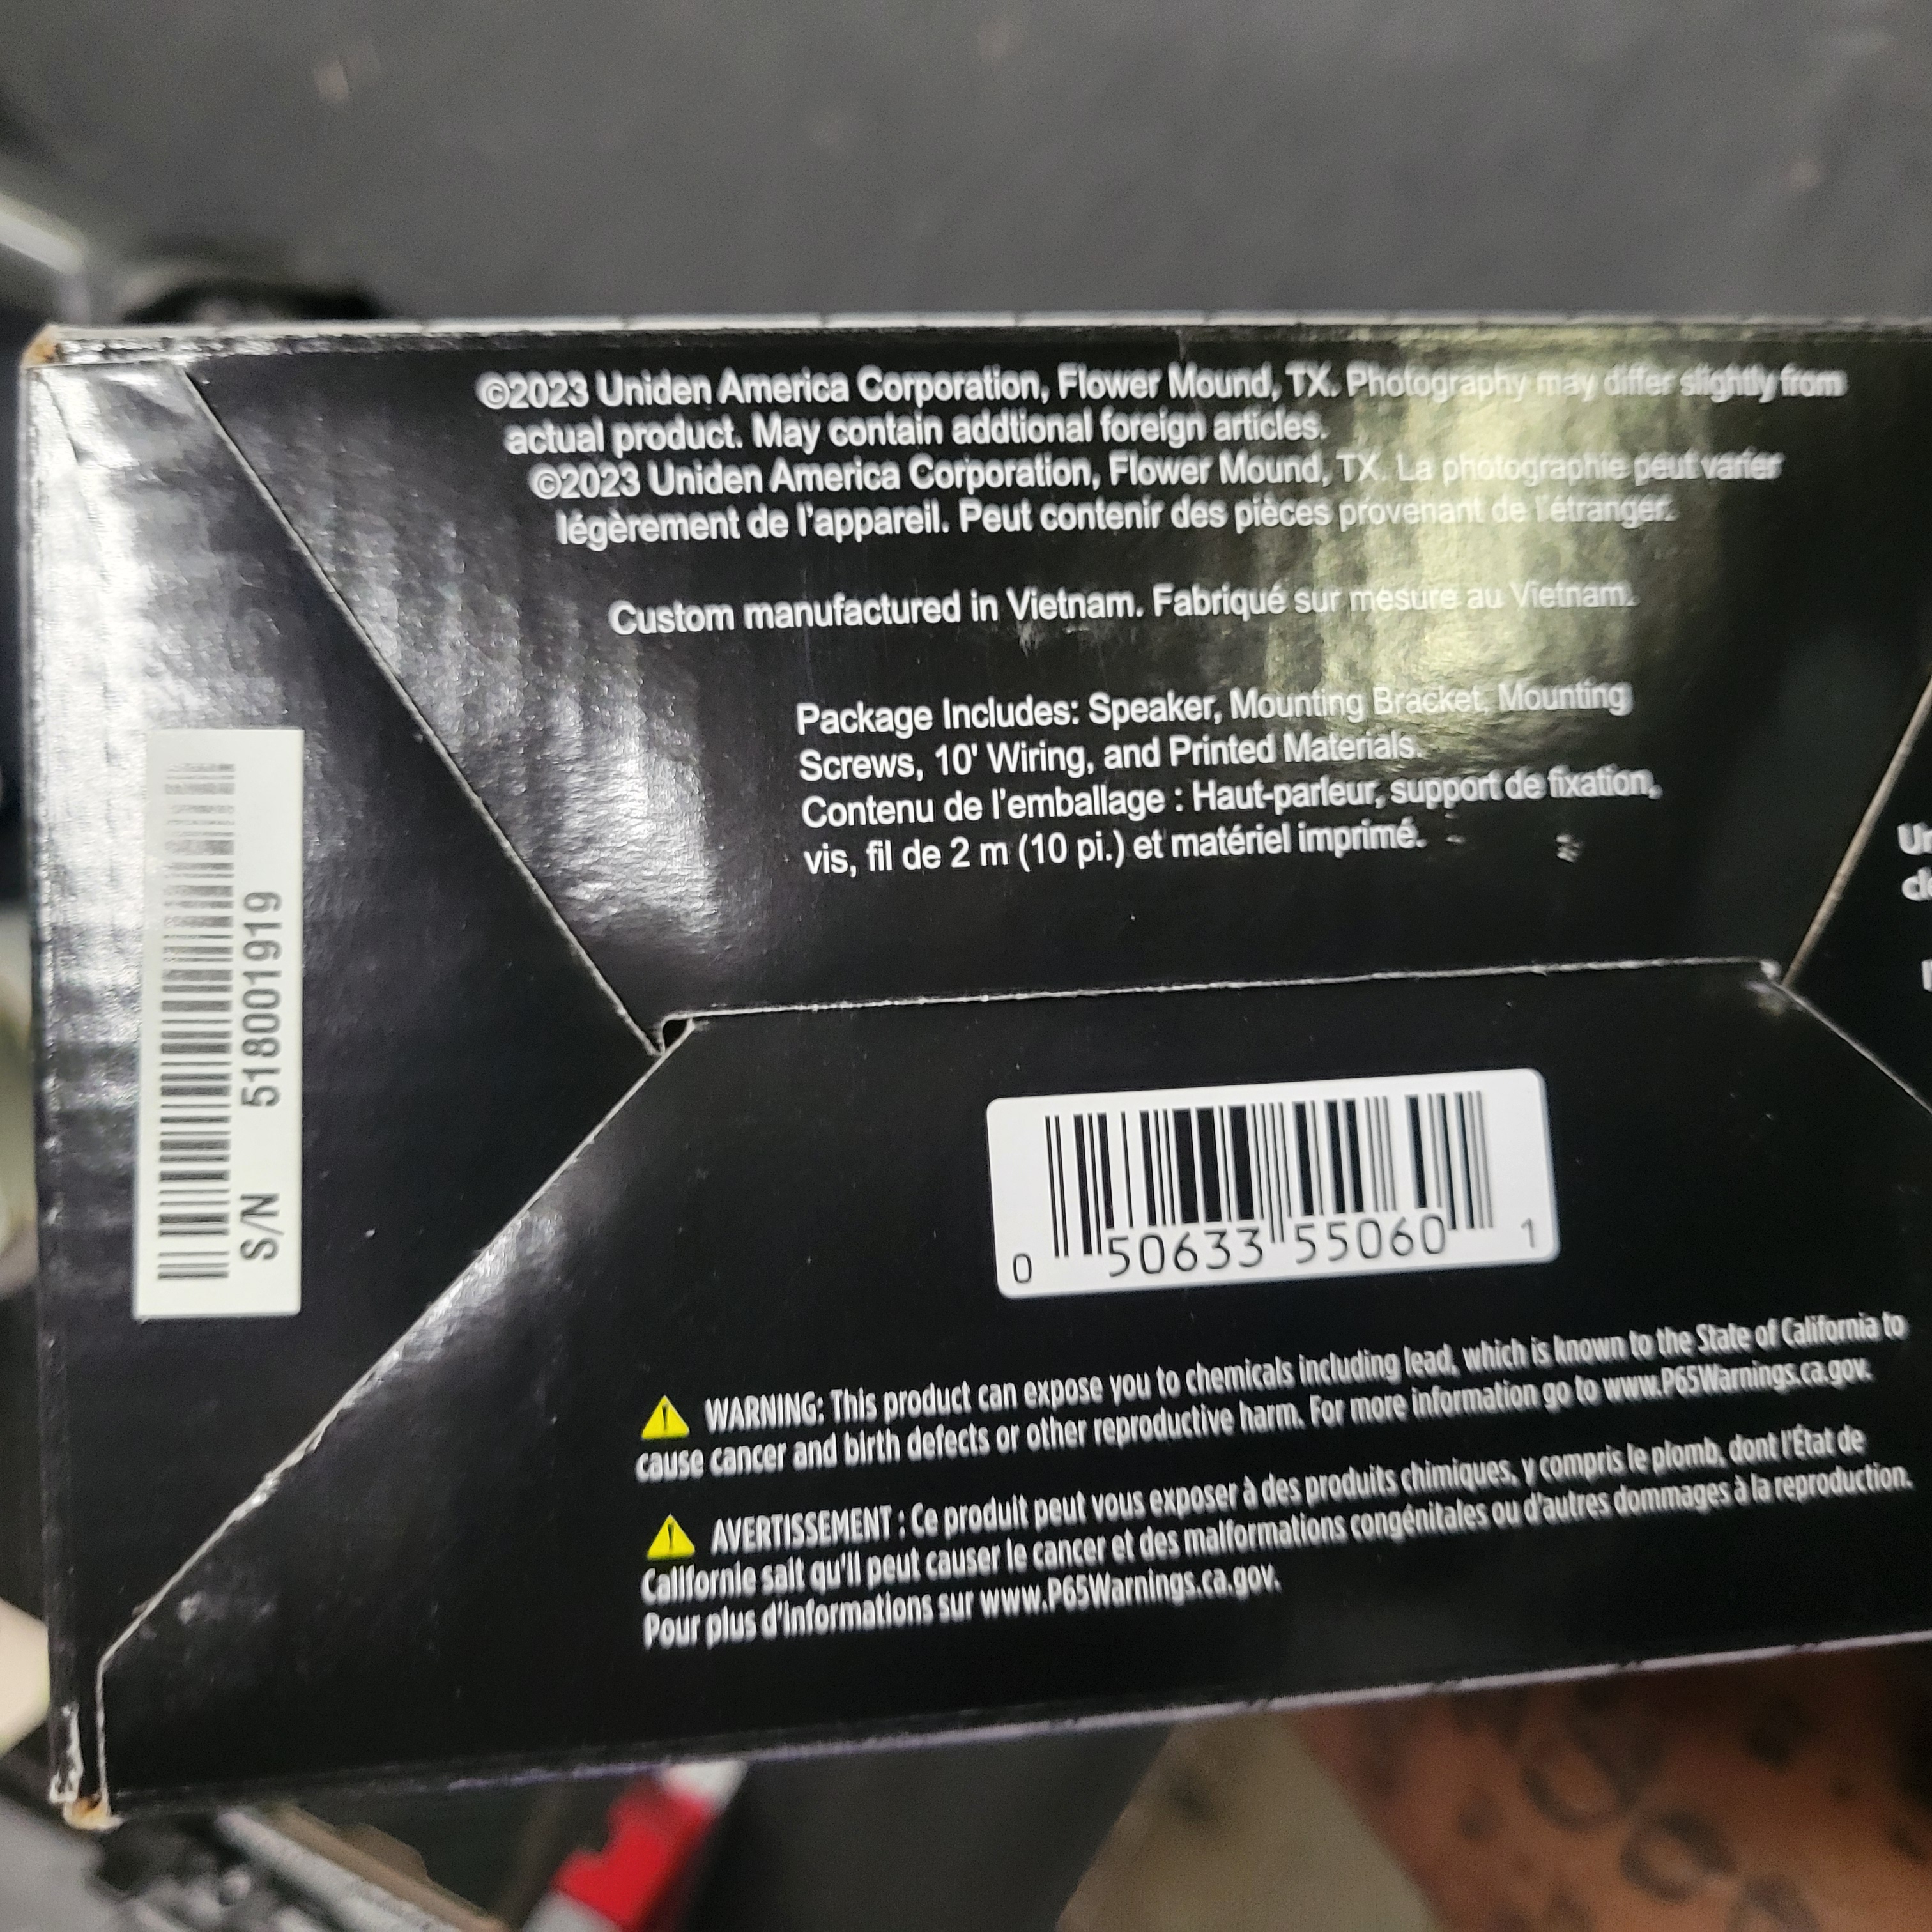 ©2023 Uniden America Corporation, Flower Mound, TX. Photography may differ slightly from
actual product. May contain addtional foreign articles.
©2023 Uniden America Corporation, Flower Mound, TX. La photographie peut varier
légèrement de l'appareil. Peut contenir des pièces provenant de l'étranger.
Custom manufactured in Vietnam. Fabriqué sur mesure au Vietnam.
Package Includes: Speaker, Mounting Bracket, Mounting
Screws, 10' Wiring, and Printed Materials.
Contenu de l'emballage : Haut-parleur, support de fixation,
vis, fil de 2 m (10 pi.) et matériel imprimé.
S/N 518001919
0 50633 55060 1
WARNING: This product can expose you to chemicals including lead, which is known to the State of California to
cause cancer and birth defects or other reproductive harm. For more information go to www.P65Warnings.ca.gov.
AVERTISSEMENT : Ce produit peut vous exposer à des produits chimiques, y compris le plomb, dont l'État de
Californie sait qu'il peut causer le cancer et des malformations congénitales ou d'autres dommages à la reproduction.
Pour plus d'informations sur www.P65Warnings.ca.gov.